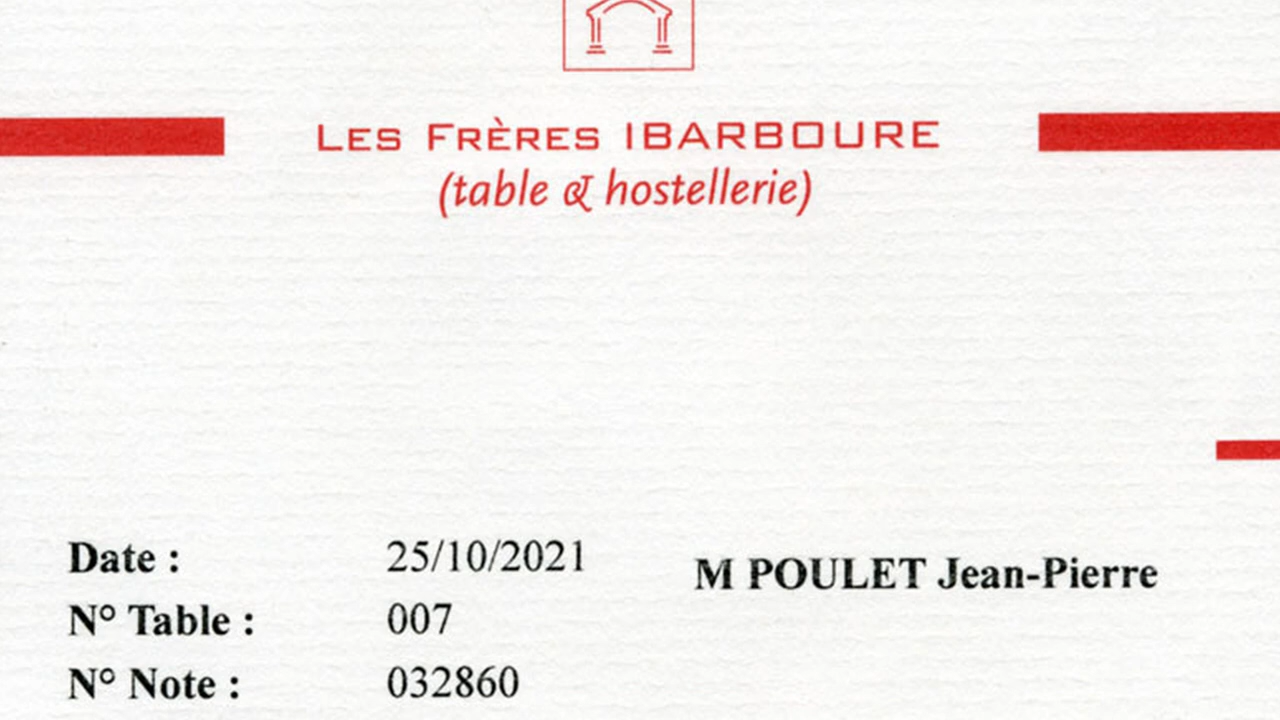 Les Frères IBARBOURE
(table & hostellerie)
Date : 25/10/2021
M POULET Jean-Pierre
N° Table : 007
N° Note : 032860